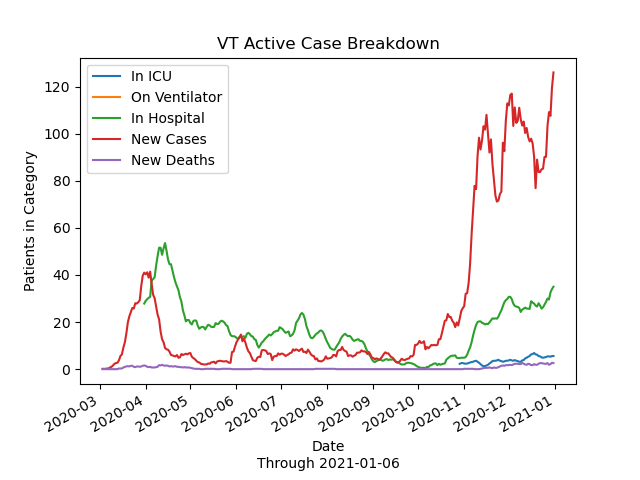 VT Active Case Breakdown
In ICU
On Ventilator
In Hospital
New Cases
New Deaths
Patients in Category
120
100
80
60
40
20
0
2020-03
2020-04
2020-05
2020-06
2020-07
2020-08
2020-09
2020-10
2020-11
2020-12
2021-01
Date
Through 2021-01-06